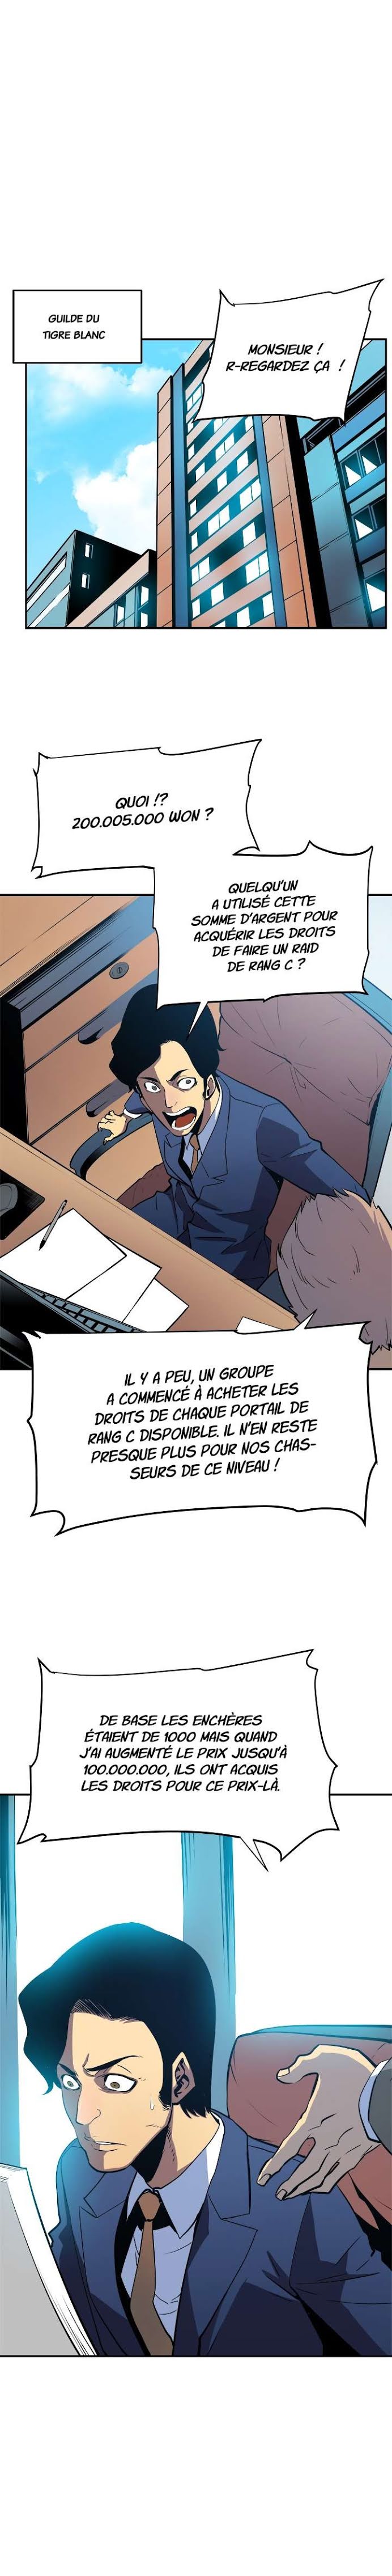 GUILDE DU
TIGRE BLANC
MONSIEUR !
R-REGARDEZ ÇA !
QUOI !?
200.005.000 WON ?
QUELQU'UN
A UTILISÉ CETTE
SOMME D'ARGENT POUR
ACQUÉRIR LES DROITS
DE FAIRE UN RAID
DE RANG C ?
IL Y A PEU, UN GROUPE
A COMMENCÉ À ACHETER LES
DROITS DE CHAQUE PORTAIL DE
RANG C DISPONIBLE. IL N'EN RESTE
PRESQUE PLUS POUR NOS CHAS-
SEURS DE CE NIVEAU !
DE BASE LES ENCHÈRES
ÉTAIENT DE 1000 MAIS QUAND
J'AI AUGMENTÉ LE PRIX JUSQU'À
100.000.000, ILS ONT ACQUIS
LES DROITS POUR CE PRIX-LÀ.